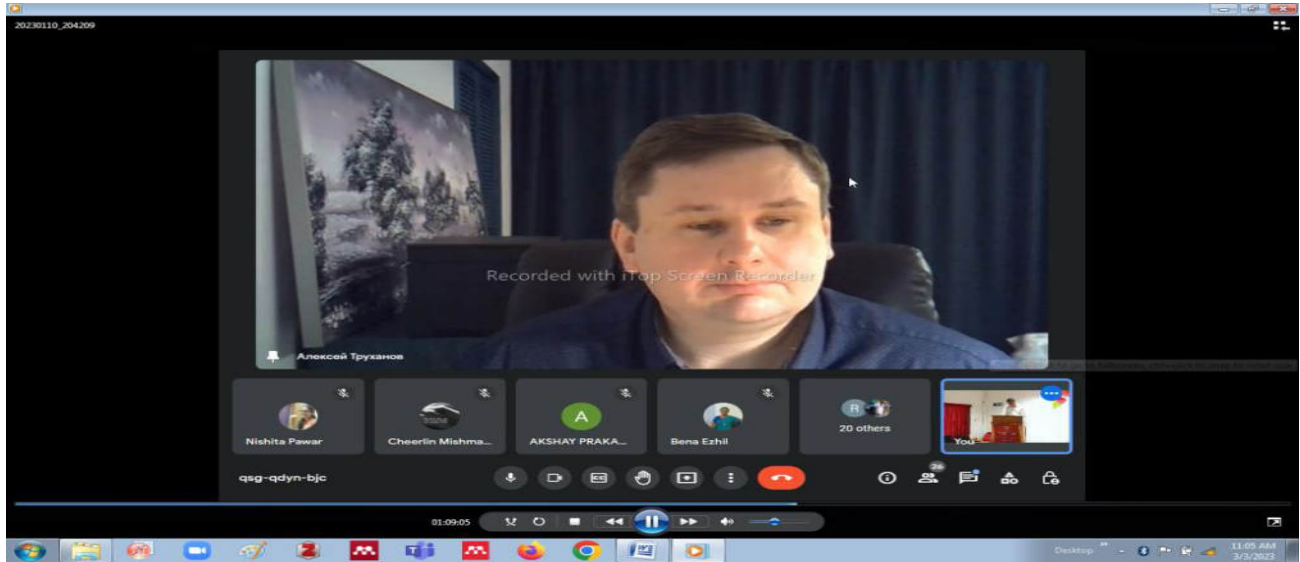 20230110_204209
Recorded with iTop Screen Recorder
Алексей Труханов
Nishita Pawar
Cheerlin Mishma...
AKSHAY PRAKA...
Bena Ezhil
R
20 others
You
A
qsg-qdyn-bjc
CC
26
01:09:05
Desktop
11:05 AM
3/3/2023